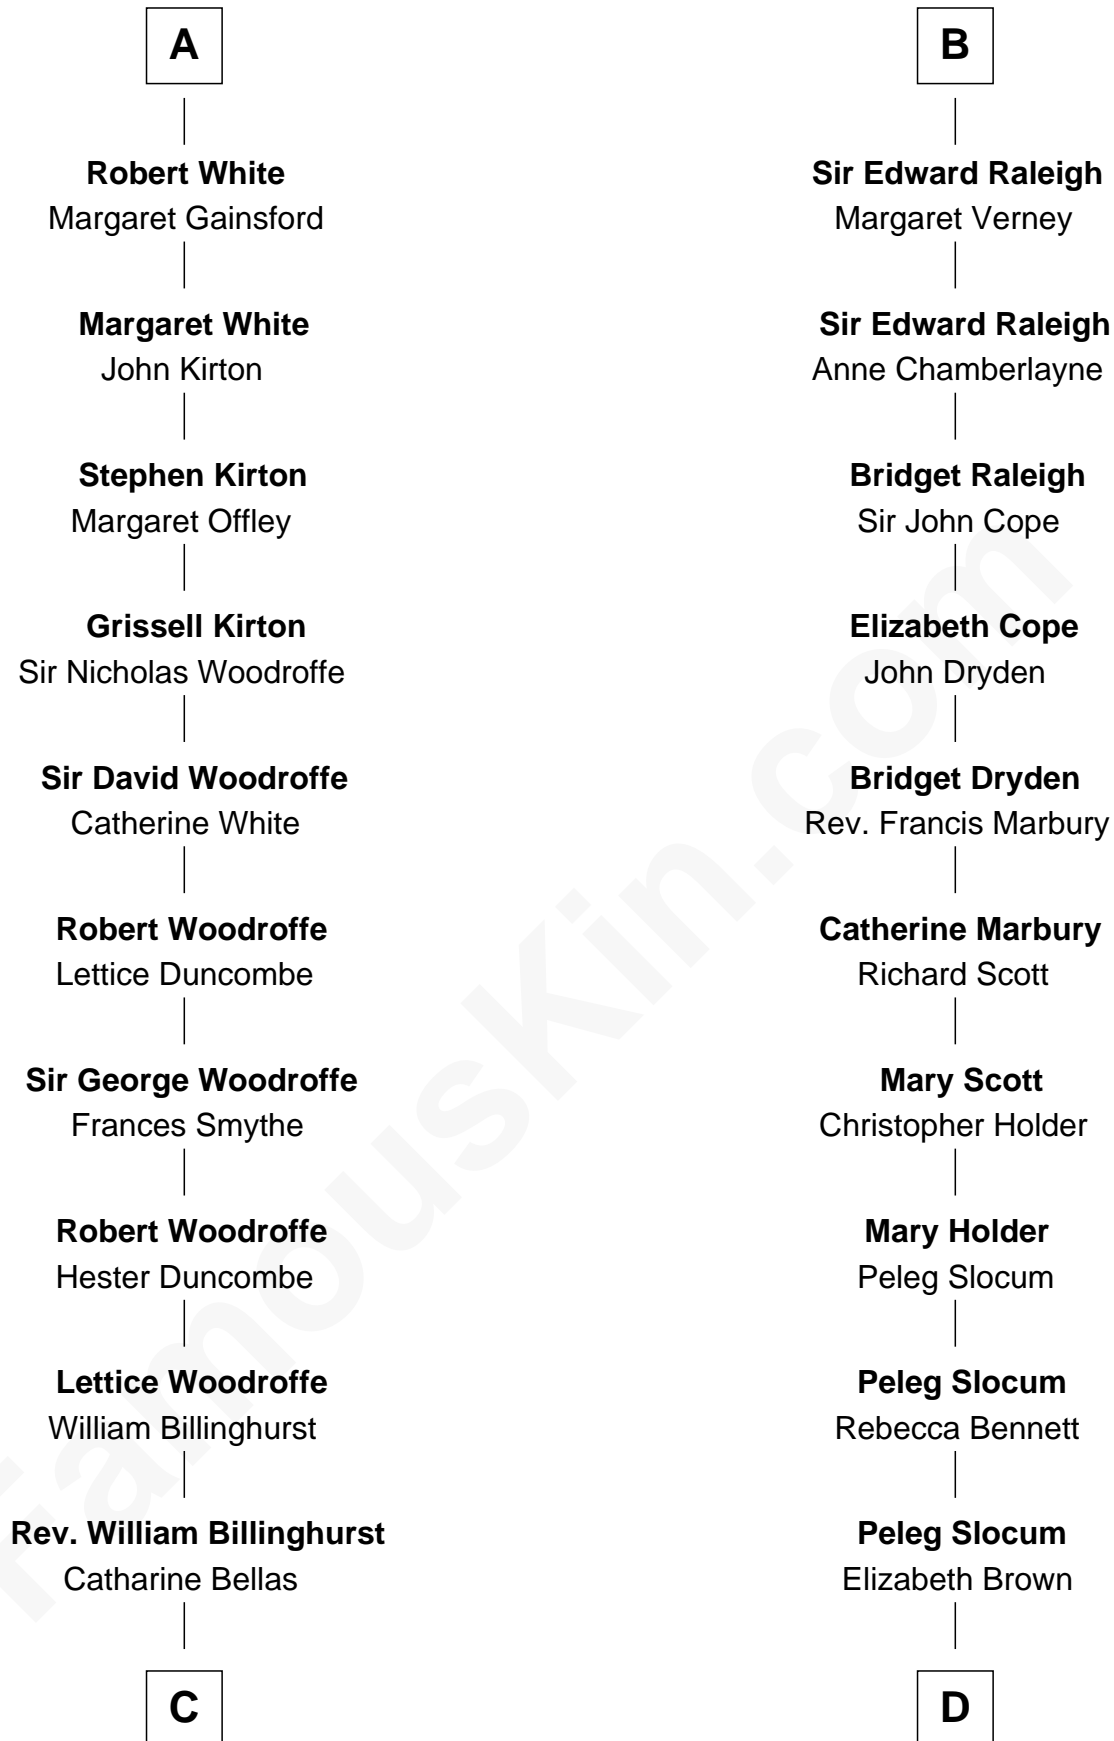 A
Robert White
Margaret Gainsford
Margaret White
John Kirton
Stephen Kirton
Margaret Offley
Grissell Kirton
Sir Nicholas Woodroffe
Sir David Woodroffe
Catherine White
Robert Woodroffe
Lettice Duncombe
Sir George Woodroffe
Frances Smythe
Robert Woodroffe
Hester Duncombe
Lettice Woodroffe
William Billinghurst
Rev. William Billinghurst
Catharine Bellas
C
B
Sir Edward Raleigh
Margaret Verney
Sir Edward Raleigh
Anne Chamberlayne
Bridget Raleigh
Sir John Cope
Elizabeth Cope
John Dryden
Bridget Dryden
Rev. Francis Marbury
Catherine Marbury
Richard Scott
Mary Scott
Christopher Holder
Mary Holder
Peleg Slocum
Peleg Slocum
Rebecca Bennett
Peleg Slocum
Elizabeth Brown
D
FamousKin.com